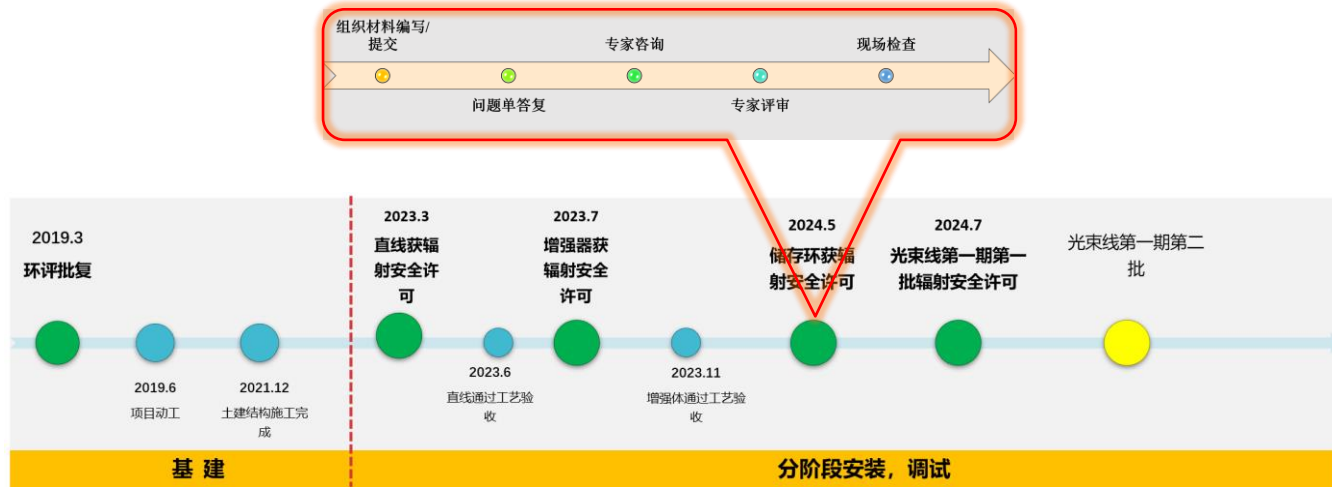 组织材料编写/
提交
专家咨询
现场检查
问题单答复
专家评审
2019.3
环评批复
2023.3
直线获辐
射安全许
可
2023.7
增强器获
辐射安全
许可
2024.5
储存环获辐
射安全许可
2024.7
光束线第一期第一
批辐射安全许可
光束线第一期第二
批
2019.6
项目动工
2021.12
土建结构施工完
成
2023.6
直线通过工艺验
收
2023.11
增强体通过工艺验
收
基 建
分阶段安装，调试